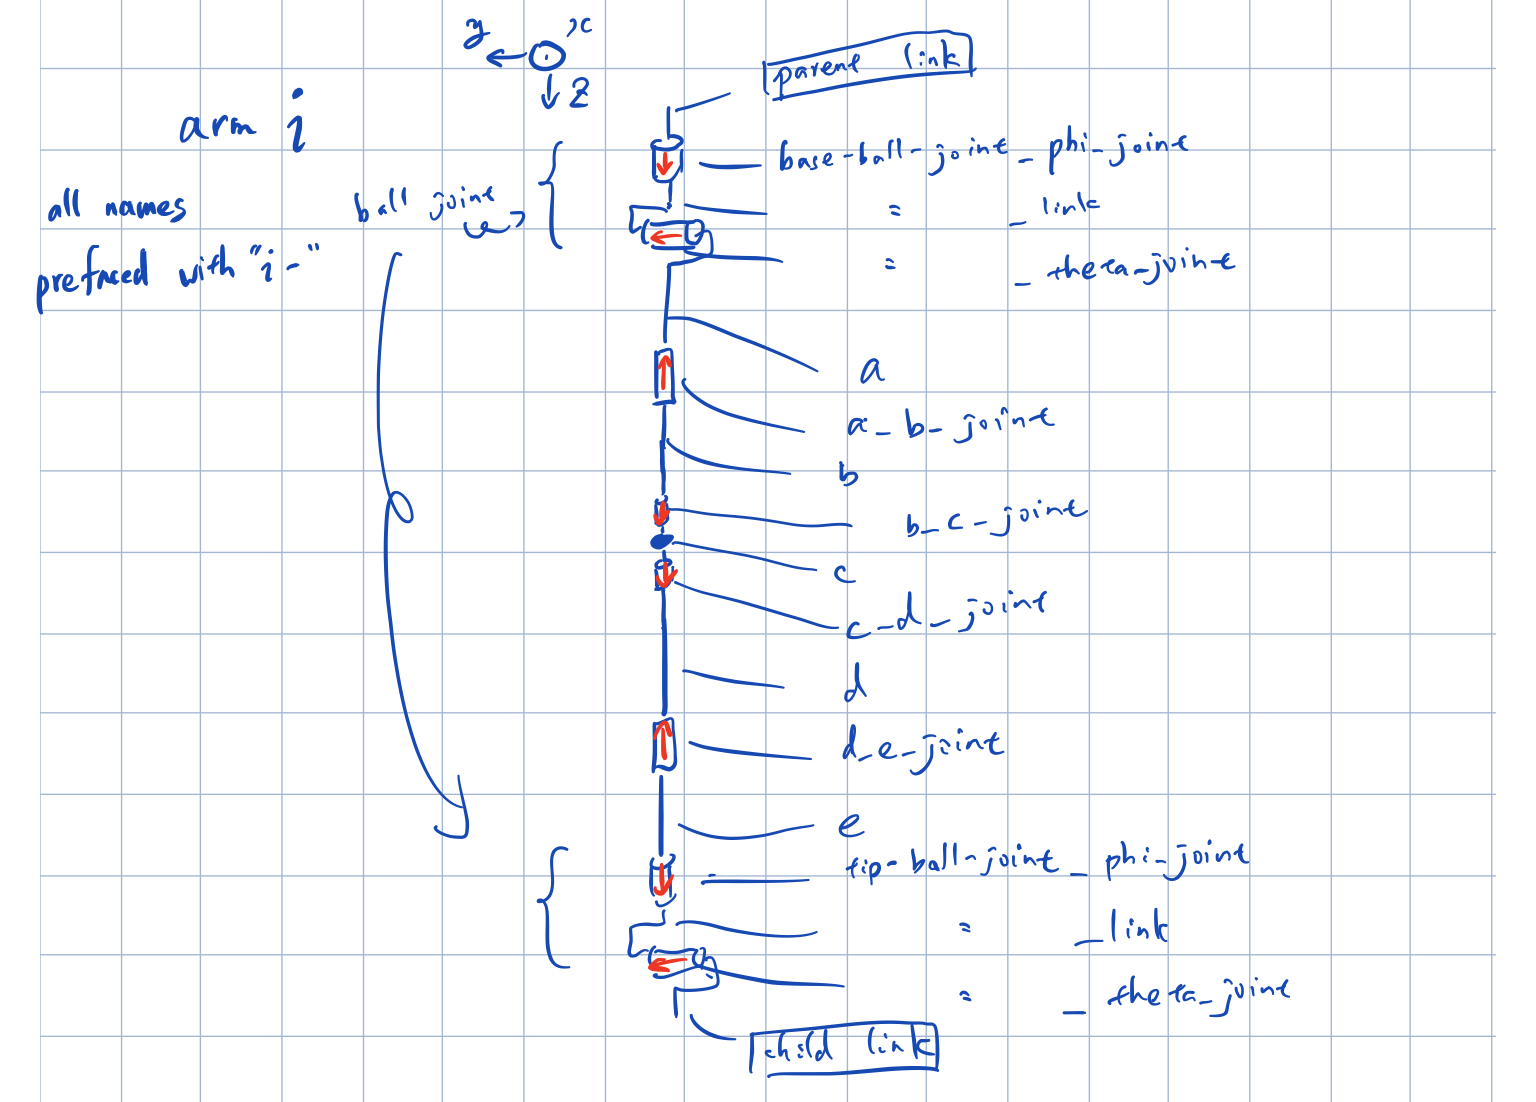 y x
z
parent link
arm i
base-ball-joint_phi-joint
all names
ball joint
= _link
prefaced with "i-"
= _theta-joint
a
a_b-joint
b
b_c-joint
c
c_d_joint
d
d_e-joint
e
tip-ball-joint_phi-joint
= _link
= _theta_joint
child link